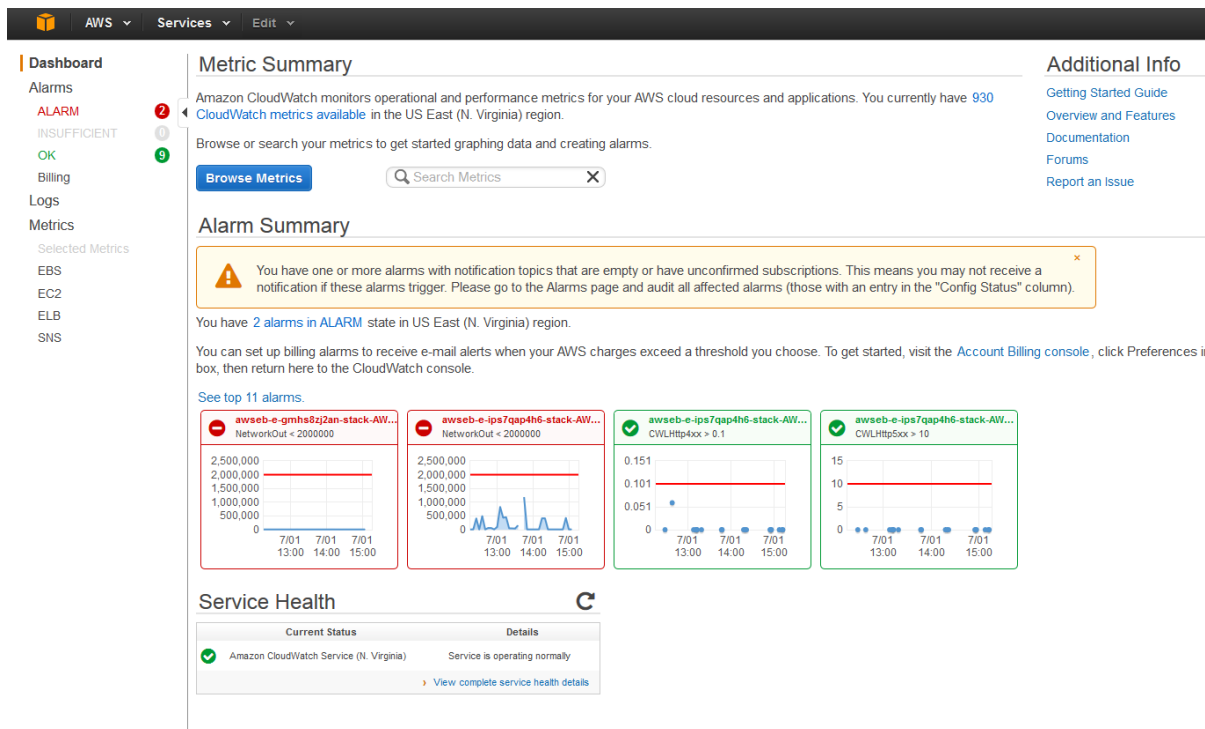 AWS Services Edit
Dashboard
Alarms
ALARM 2
INSUFFICIENT 0
OK 9
Billing
Logs
Metrics
Selected Metrics
EBS
EC2
ELB
SNS
Metric Summary
Amazon CloudWatch monitors operational and performance metrics for your AWS cloud resources and applications. You currently have 930
CloudWatch metrics available in the US East (N. Virginia) region.
Browse or search your metrics to get started graphing data and creating alarms.
Browse Metrics
Search Metrics
Alarm Summary
You have one or more alarms with notification topics that are empty or have unconfirmed subscriptions. This means you may not receive a
notification if these alarms trigger. Please go to the Alarms page and audit all affected alarms (those with an entry in the "Config Status" column).
You have 2 alarms in ALARM state in US East (N. Virginia) region.
You can set up billing alarms to receive e-mail alerts when your AWS charges exceed a threshold you choose. To get started, visit the Account Billing console, click Preferences i
box, then return here to the CloudWatch console.
See top 11 alarms.
awseb-e-gmhs8zj2an-stack-AW...
NetworkOut < 2000000
2,500,000
2,000,000
1,500,000
1,000,000
500,000
0
7/01 7/01 7/01
13:00 14:00 15:00
awseb-e-ips7qap4h6-stack-AW...
NetworkOut < 2000000
2,500,000
2,000,000
1,500,000
1,000,000
500,000
0
7/01 7/01 7/01
13:00 14:00 15:00
awseb-e-ips7qap4h6-stack-AW...
CWLHttp4xx > 0.1
0.151
0.101
0.051
0
7/01 7/01 7/01
13:00 14:00 15:00
awseb-e-ips7qap4h6-stack-AW...
CWLHttp5xx > 10
15
10
5
0
7/01 7/01 7/01
13:00 14:00 15:00
Service Health
Current Status Details
Amazon CloudWatch Service (N. Virginia) Service is operating normally
View complete service health details
Additional Info
Getting Started Guide
Overview and Features
Documentation
Forums
Report an Issue